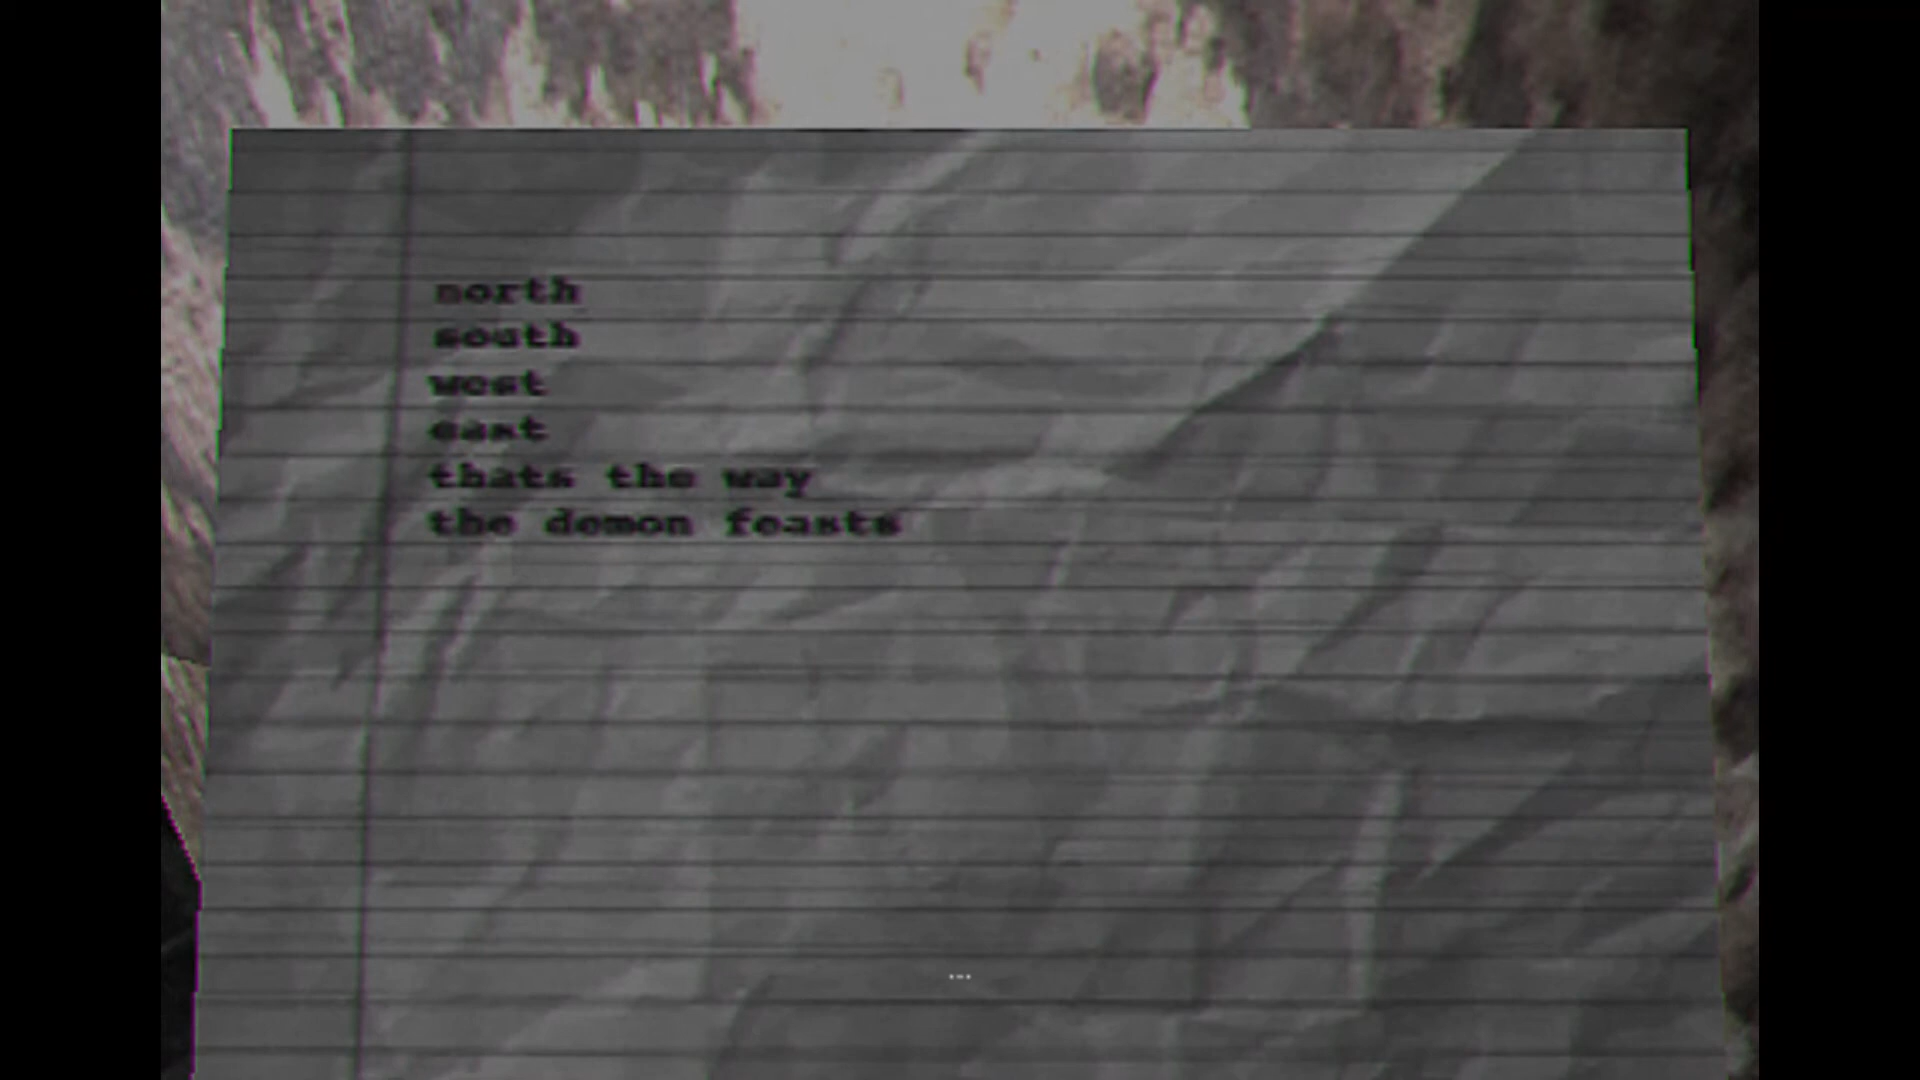 north
south
west
east
thats the way
the demon feasts
...